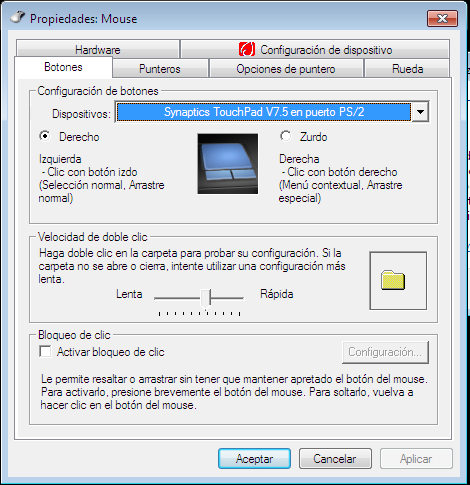 Propiedades: Mouse
Hardware
Configuración de dispositivo
Botones
Punteros
Opciones de puntero
Rueda
Configuración de botones
Dispositivos:
Synaptics TouchPad V7.5 en puerto PS/2
Derecho
Zurdo
Izquierda
- Clic con botón izdo
(Selección normal, Arrastre
normal)
Derecha
- Clic con botón derecho
(Menú contextual, Arrastre
especial)
Velocidad de doble clic
Haga doble clic en la carpeta para probar su configuración. Si la
carpeta no se abre o cierra, intente utilizar una configuración más
lenta.
Lenta
Rápida
Bloqueo de clic
Activar bloqueo de clic
Configuración...
Le permite resaltar o arrastrar sin tener que mantener apretado el botón del mouse.
Para activarlo, presione brevemente el botón del mouse. Para soltarlo, vuelva a
hacer clic en el botón del mouse.
Aceptar
Cancelar
Aplicar